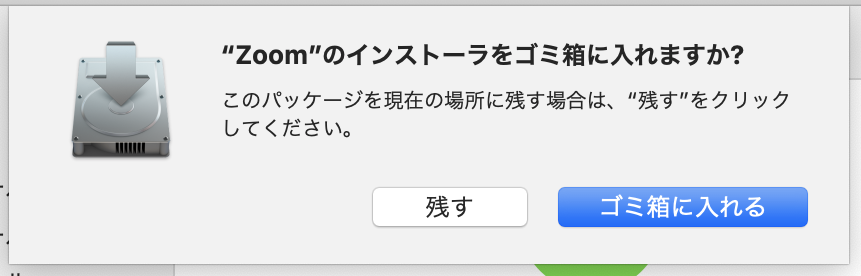 “Zoom”のインストーラをゴミ箱に入れますか?
このパッケージを現在の場所に残す場合は、“残す”をクリック
してください。
残す
ゴミ箱に入れる